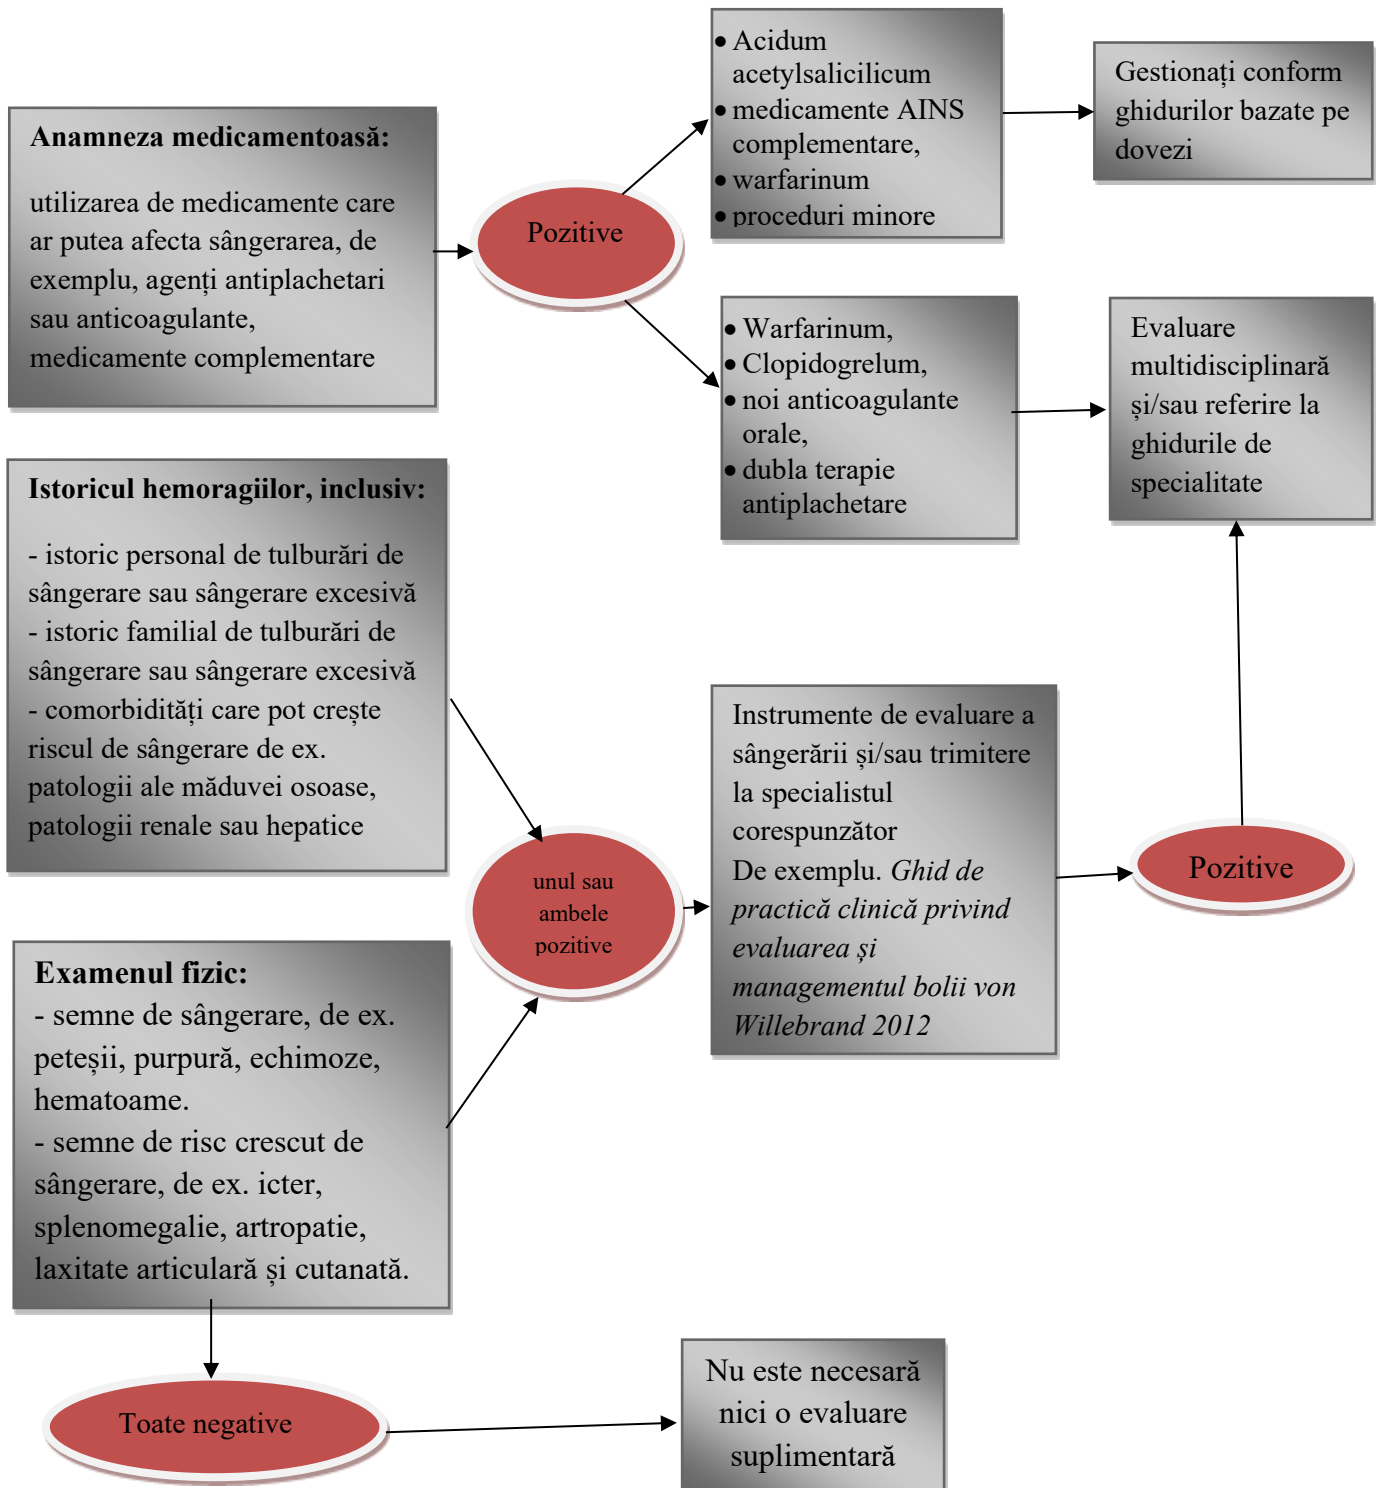 Anamneza medicamentoasă:
utilizarea de medicamente care
ar putea afecta sângerarea, de
exemplu, agenți antiplachetari
sau anticoagulante,
medicamente complementare
Pozitive
• Acidum
acetylsalicilicum
• medicamente AINS
complementare,
• warfarinum
• proceduri minore
Gestionați conform
ghidurilor bazate pe
dovezi
• Warfarinum,
• Clopidogrelum,
• noi anticoagulante
orale,
• dubla terapie
antiplachetare
Evaluare
multidisciplinară
și/sau referire la
ghidurile de
specialitate
Istoricul hemoragiilor, inclusiv:
- istoric personal de tulburări de
sângerare sau sângerare excesivă
- istoric familial de tulburări de
sângerare sau sângerare excesivă
- comorbidități care pot crește
riscul de sângerare de ex.
patologii ale măduvei osoase,
patologii renale sau hepatice
unul sau
ambele
pozitive
Instrumente de evaluare a
sângerării și/sau trimitere
la specialistul
corespunzător
De exemplu. Ghid de
practică clinică privind
evaluarea și
managementul bolii von
Willebrand 2012
Pozitive
Examenul fizic:
- semne de sângerare, de ex.
peteșii, purpură, echimoze,
hematoame.
- semne de risc crescut de
sângerare, de ex. icter,
splenomegalie, artropatie,
laxitate articulară și cutanată.
Toate negative
Nu este necesară
nici o evaluare
suplimentară